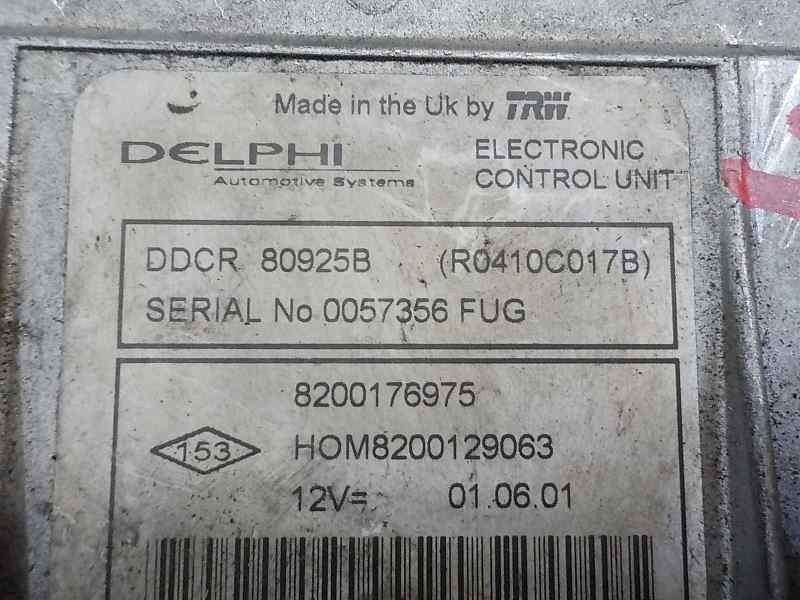 Made in the Uk by TRW
DELPHI
Automotive Systems
ELECTRONIC
CONTROL UNIT
DDCR 80925B (R0410C017B)
SERIAL No 0057356 FUG
8200176975
153 HOM8200129063
12V= 01.06.01